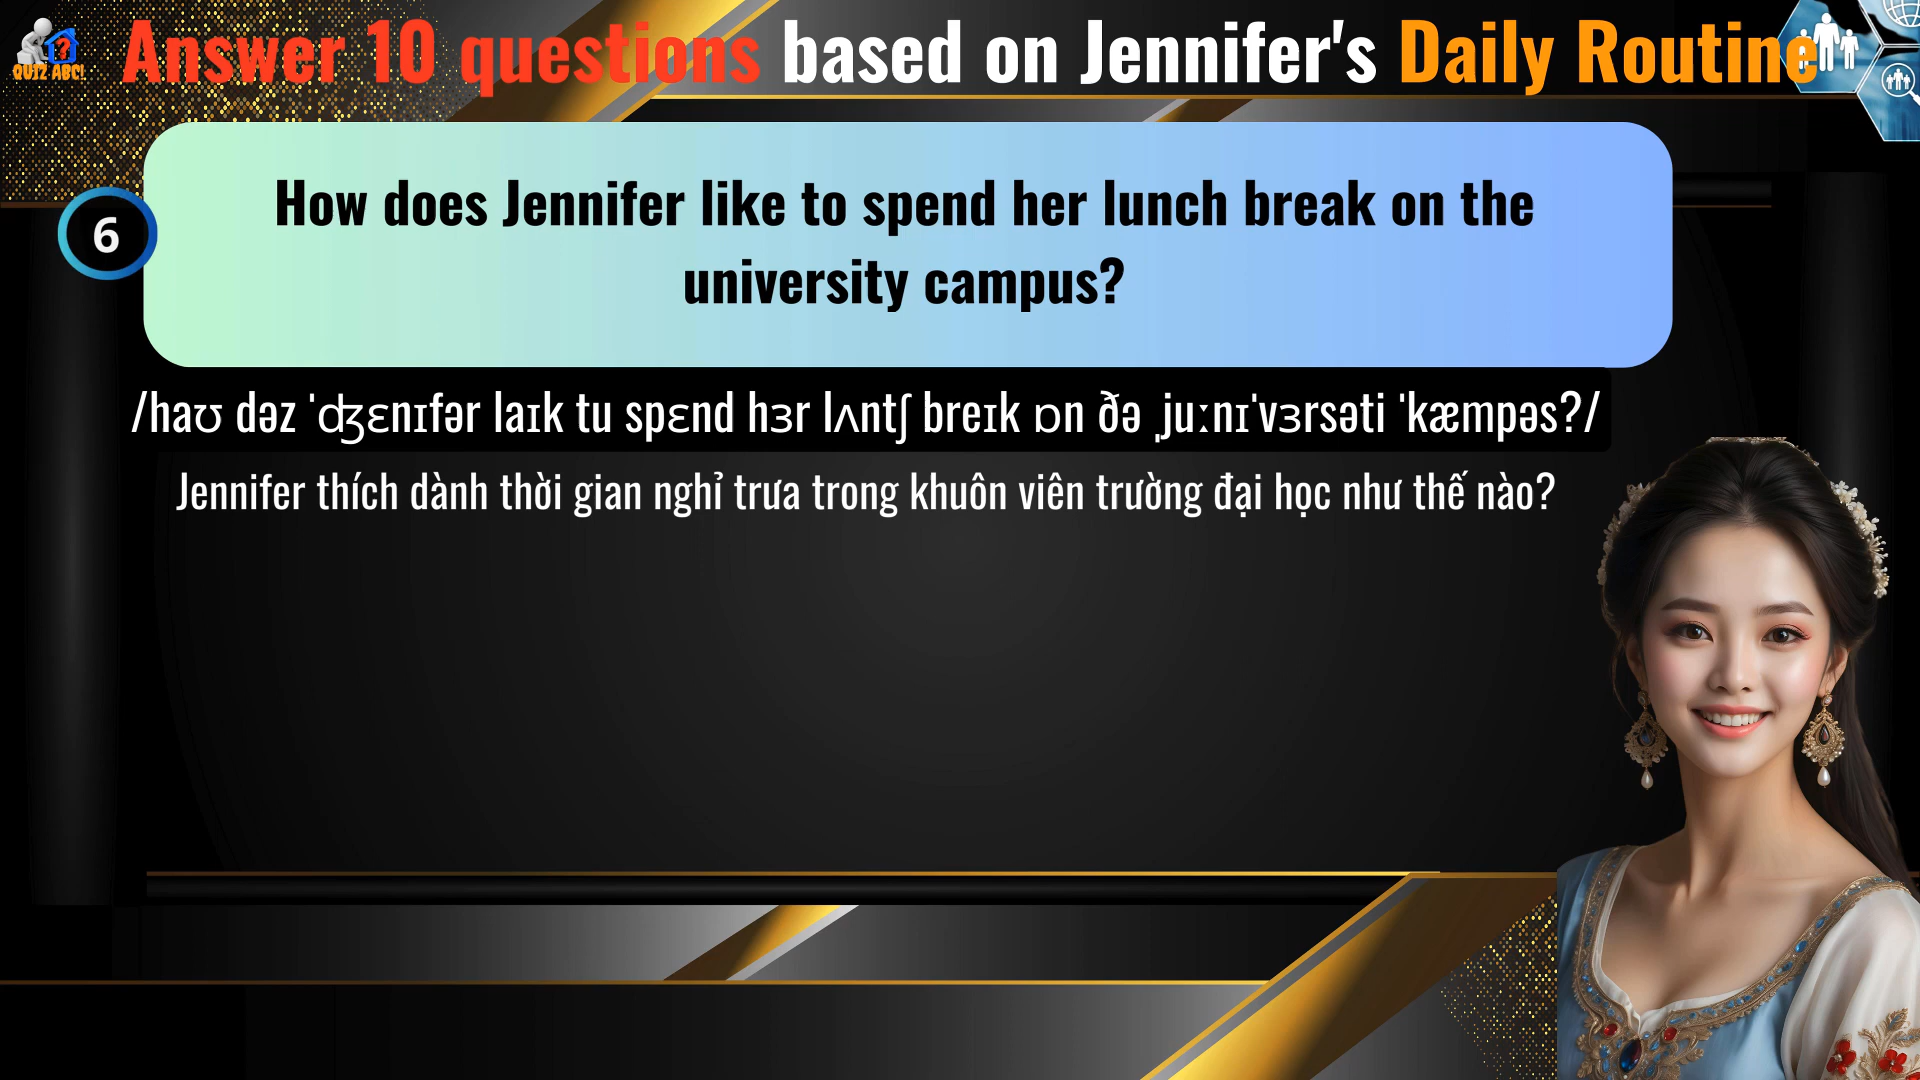 QUIZ ABC!
Answer 10 questions based on Jennifer's Daily Routine
6
How does Jennifer like to spend her lunch break on the
university campus?
/haʊ dəz ˈʤɛnɪfər laɪk tu spɛnd hɜr lʌntʃ breɪk ɒn ðə ˌjuːnɪˈvɜrsəti ˈkæmpəs?/
Jennifer thích dành thời gian nghỉ trưa trong khuôn viên trường đại học như thế nào?